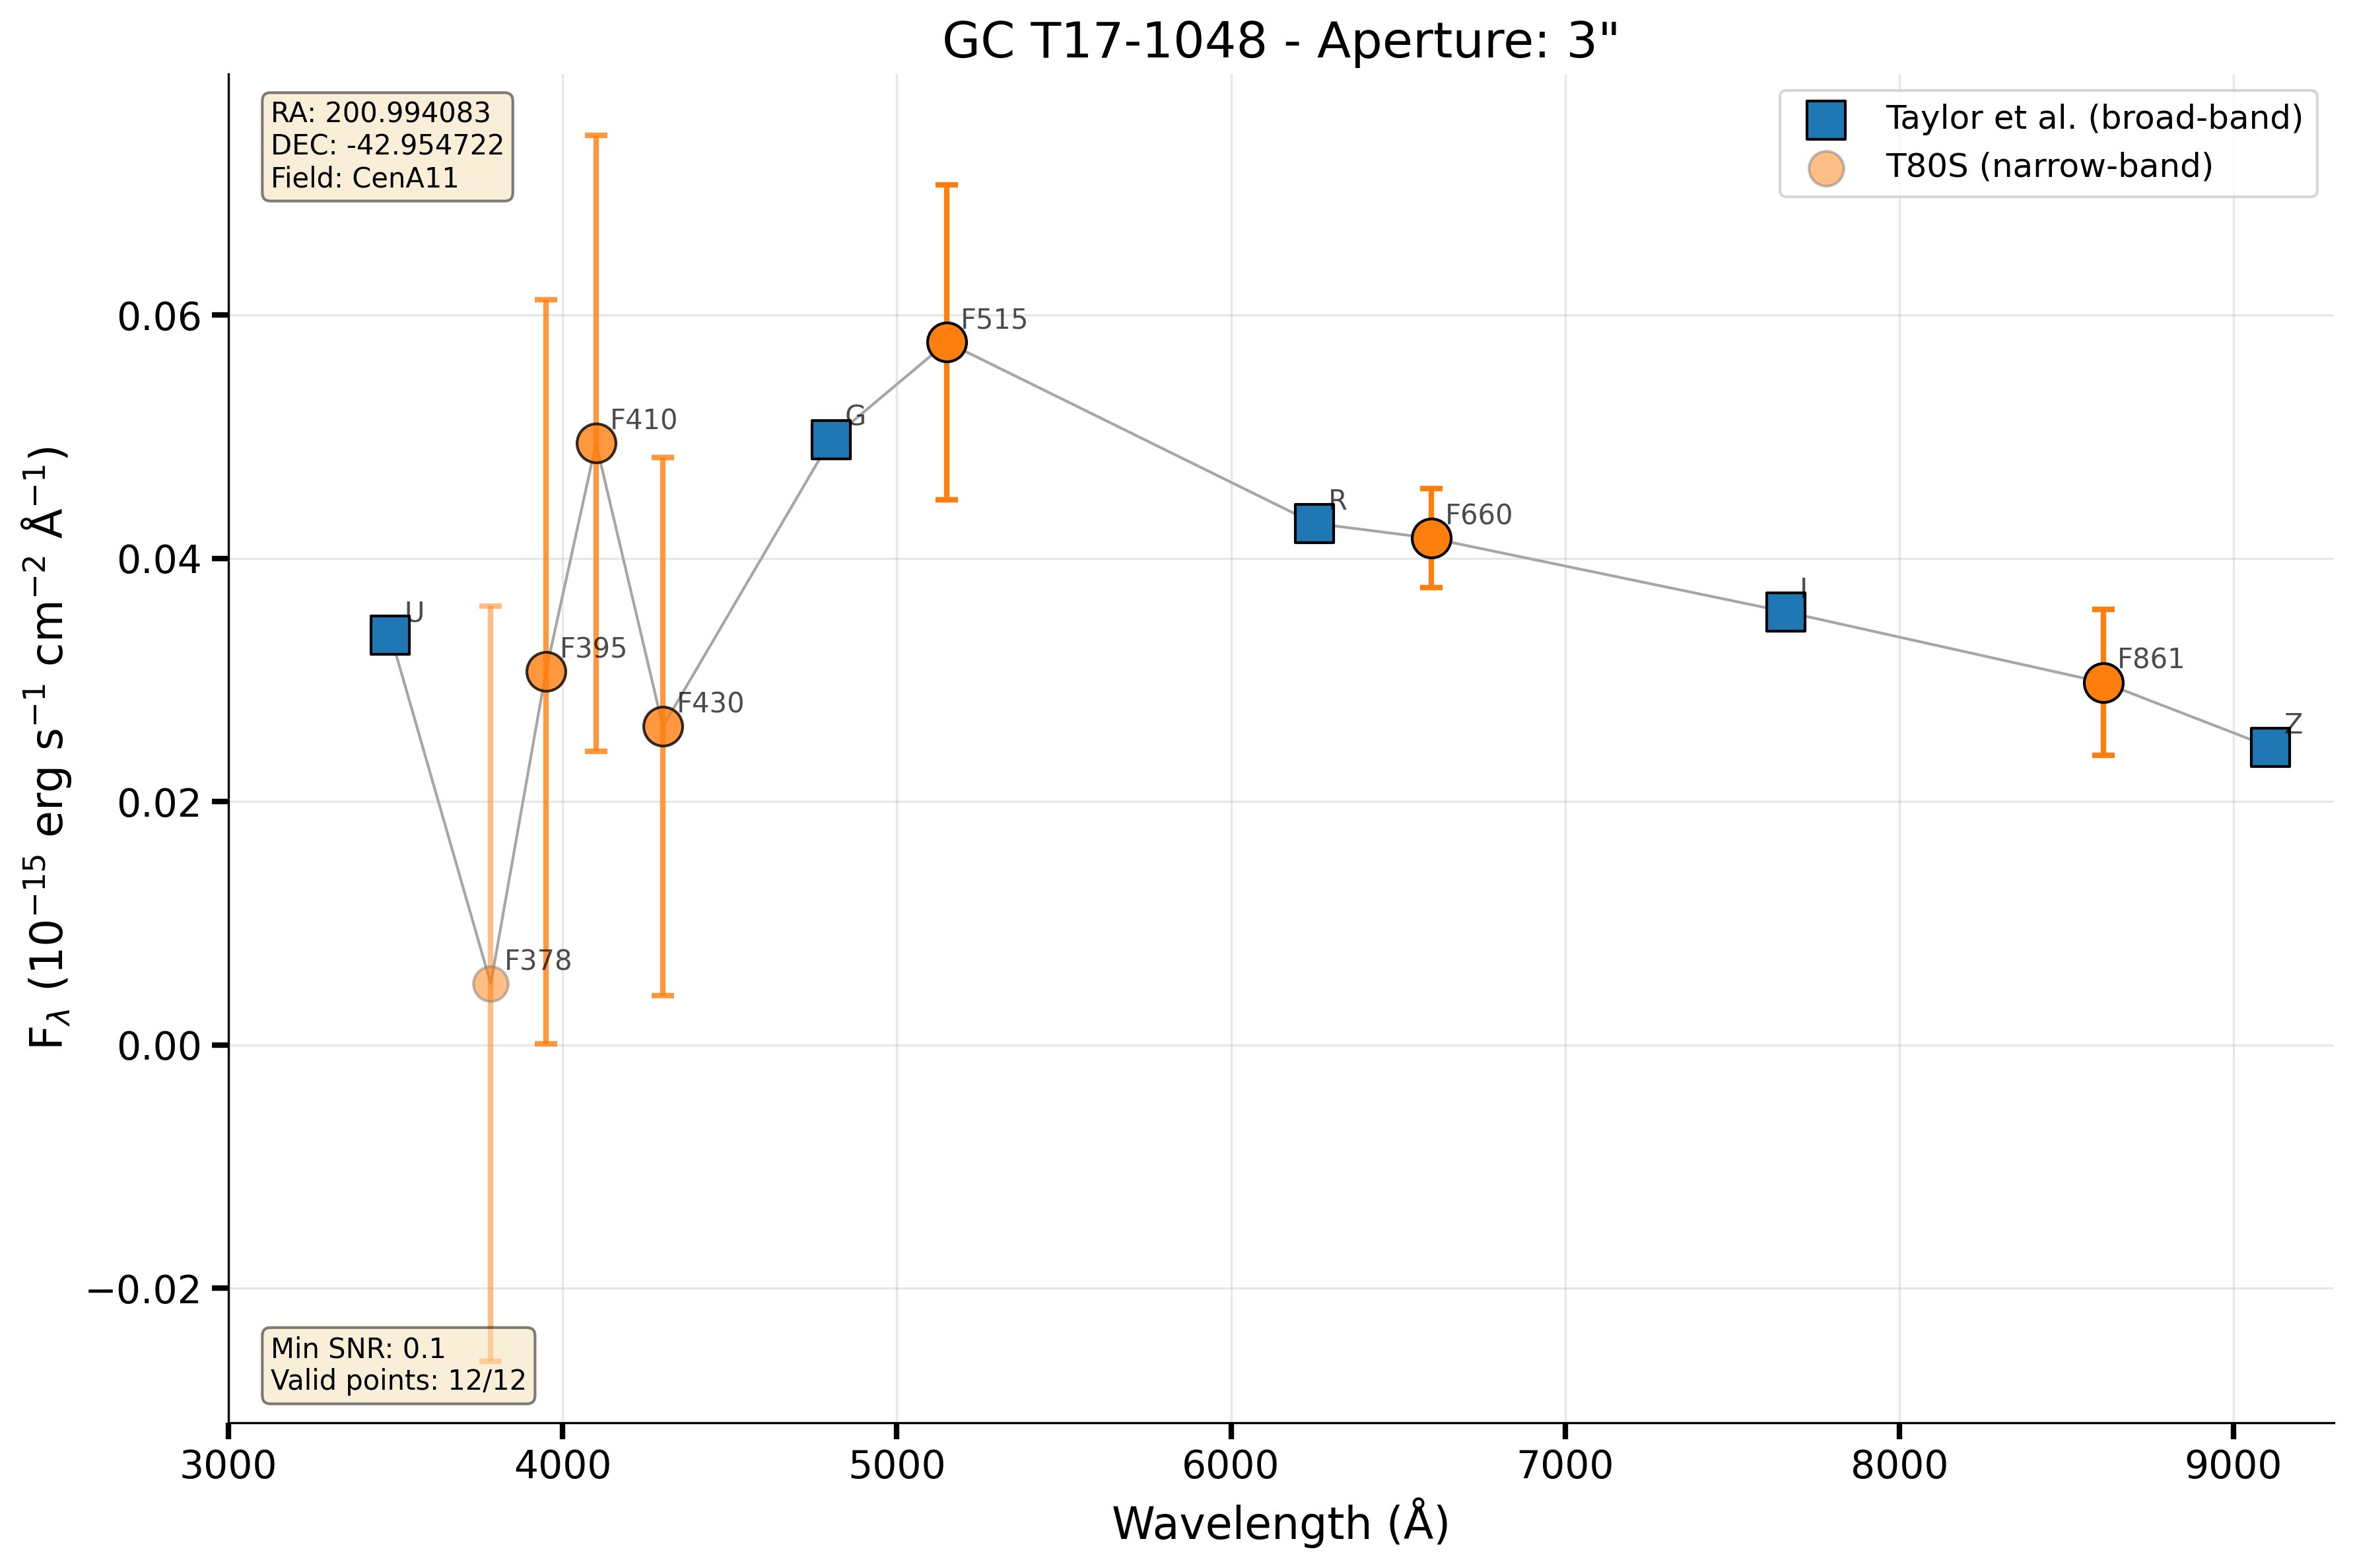 GC T17-1048 - Aperture: 3"
RA: 200.994083
DEC: -42.954722
Field: CenA11
Taylor et al. (broad-band)
T80S (narrow-band)
F515
F410
G
R
F660
U
I
F395
F861
F430
Z
F378
Min SNR: 0.1
Valid points: 12/12
0.06
0.04
0.02
0.00
−0.02
F_λ (10⁻¹⁵ erg s⁻¹ cm⁻² Å⁻¹)
3000 4000 5000 6000 7000 8000 9000
Wavelength (Å)